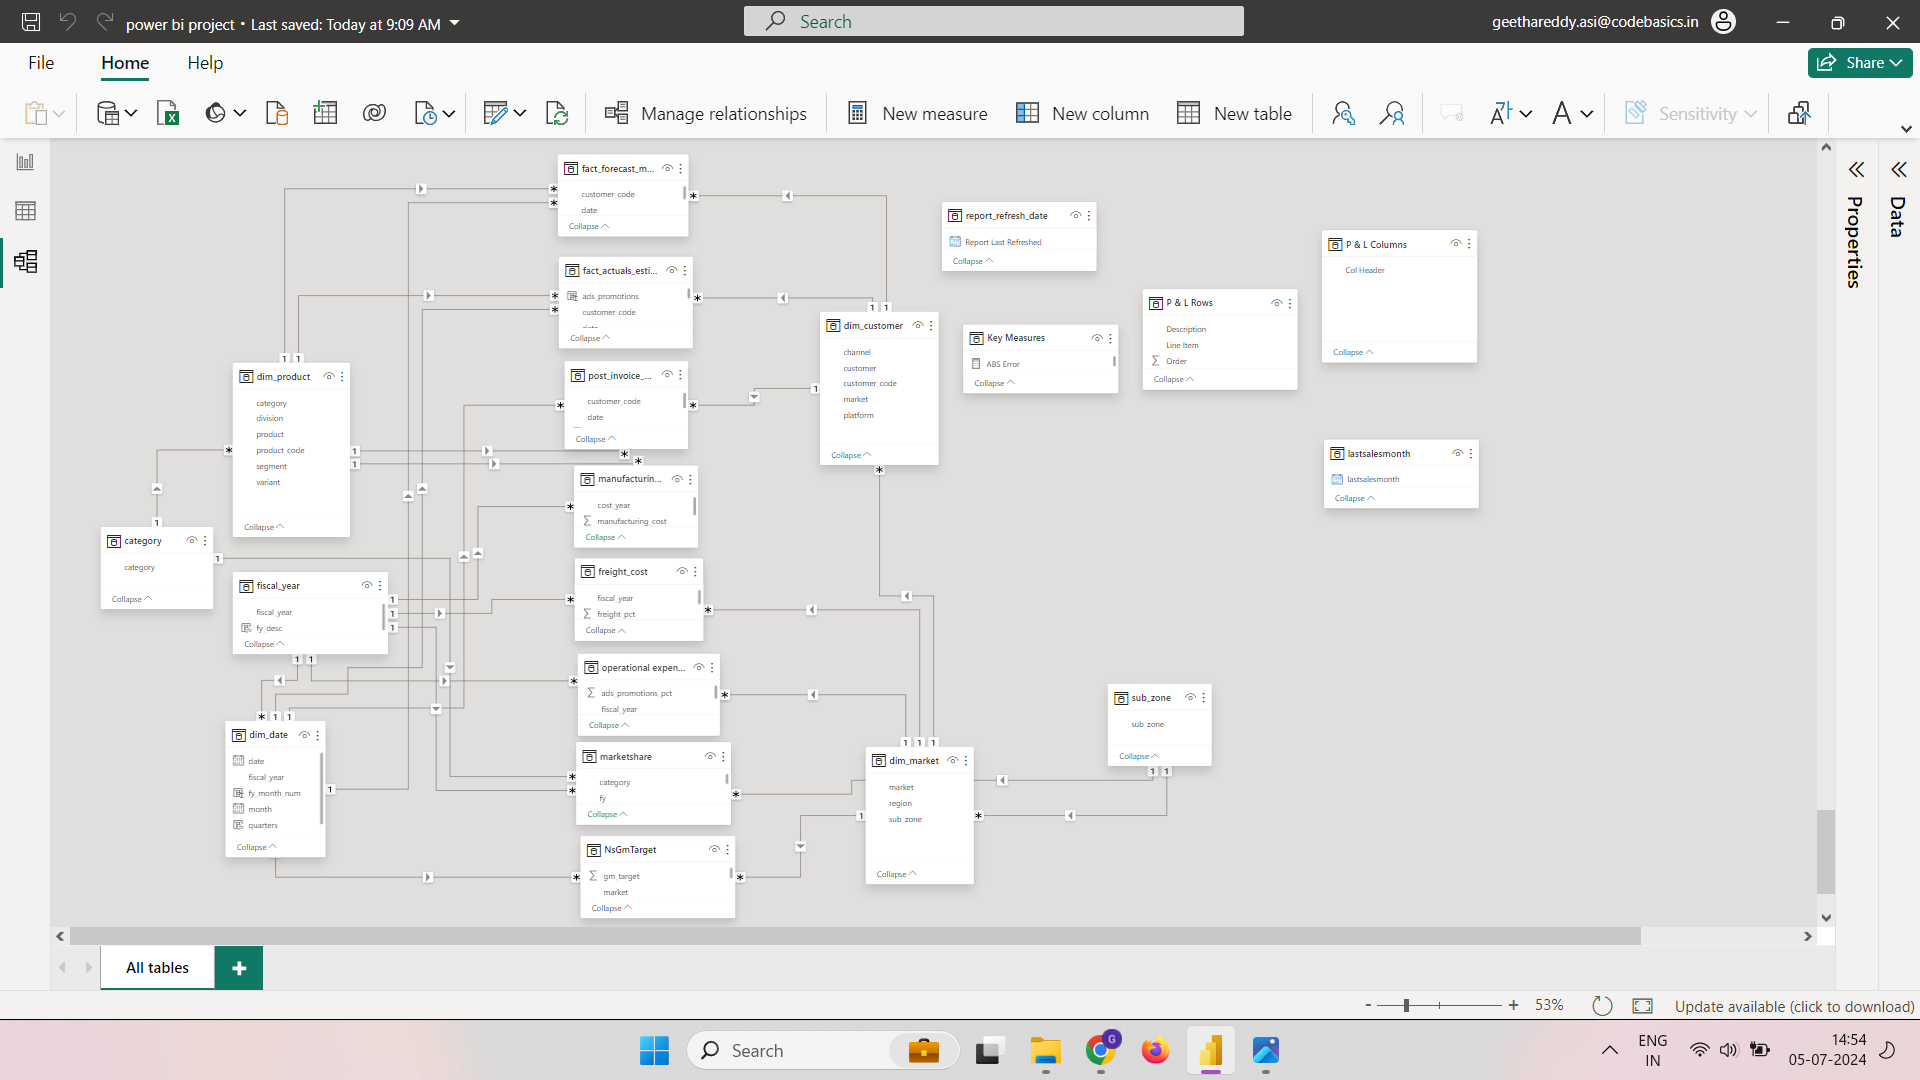 power bi project • Last saved: Today at 9:09 AM
Search
geethareddy.asi@codebasics.in
File
Home
Help
Share
Manage relationships
New measure
New column
New table
Sensitivity
fact_forecast_m...
customer_code
date
Collapse
fact_actuals_esti...
ads_promotions
customer_code
Collapse
post_invoice_...
customer_code
date
Collapse
manufacturin...
cost_year
manufacturing_cost
Collapse
freight_cost
fiscal_year
freight_pct
Collapse
operational expen...
ads_promotions_pct
fiscal_year
Collapse
marketshare
category
fy
Collapse
NsGmTarget
gm_target
market
Collapse
dim_product
category
division
product
product_code
segment
variant
Collapse
category
category
Collapse
fiscal_year
fiscal_year
fy_desc
Collapse
dim_date
date
fiscal_year
fy_month_num
month
quarters
Collapse
dim_customer
channel
customer
customer_code
market
platform
Collapse
report_refresh_date
Report Last Refreshed
Collapse
Key Measures
ABS Error
Collapse
P & L Rows
Description
Line Item
Order
Collapse
P & L Columns
Col Header
Collapse
lastsalesmonth
lastsalesmonth
Collapse
sub_zone
sub_zone
Collapse
dim_market
market
region
sub_zone
Collapse
Properties
Data
All tables
53%
Update available (click to download)
Search
ENG
IN
14:54
05-07-2024